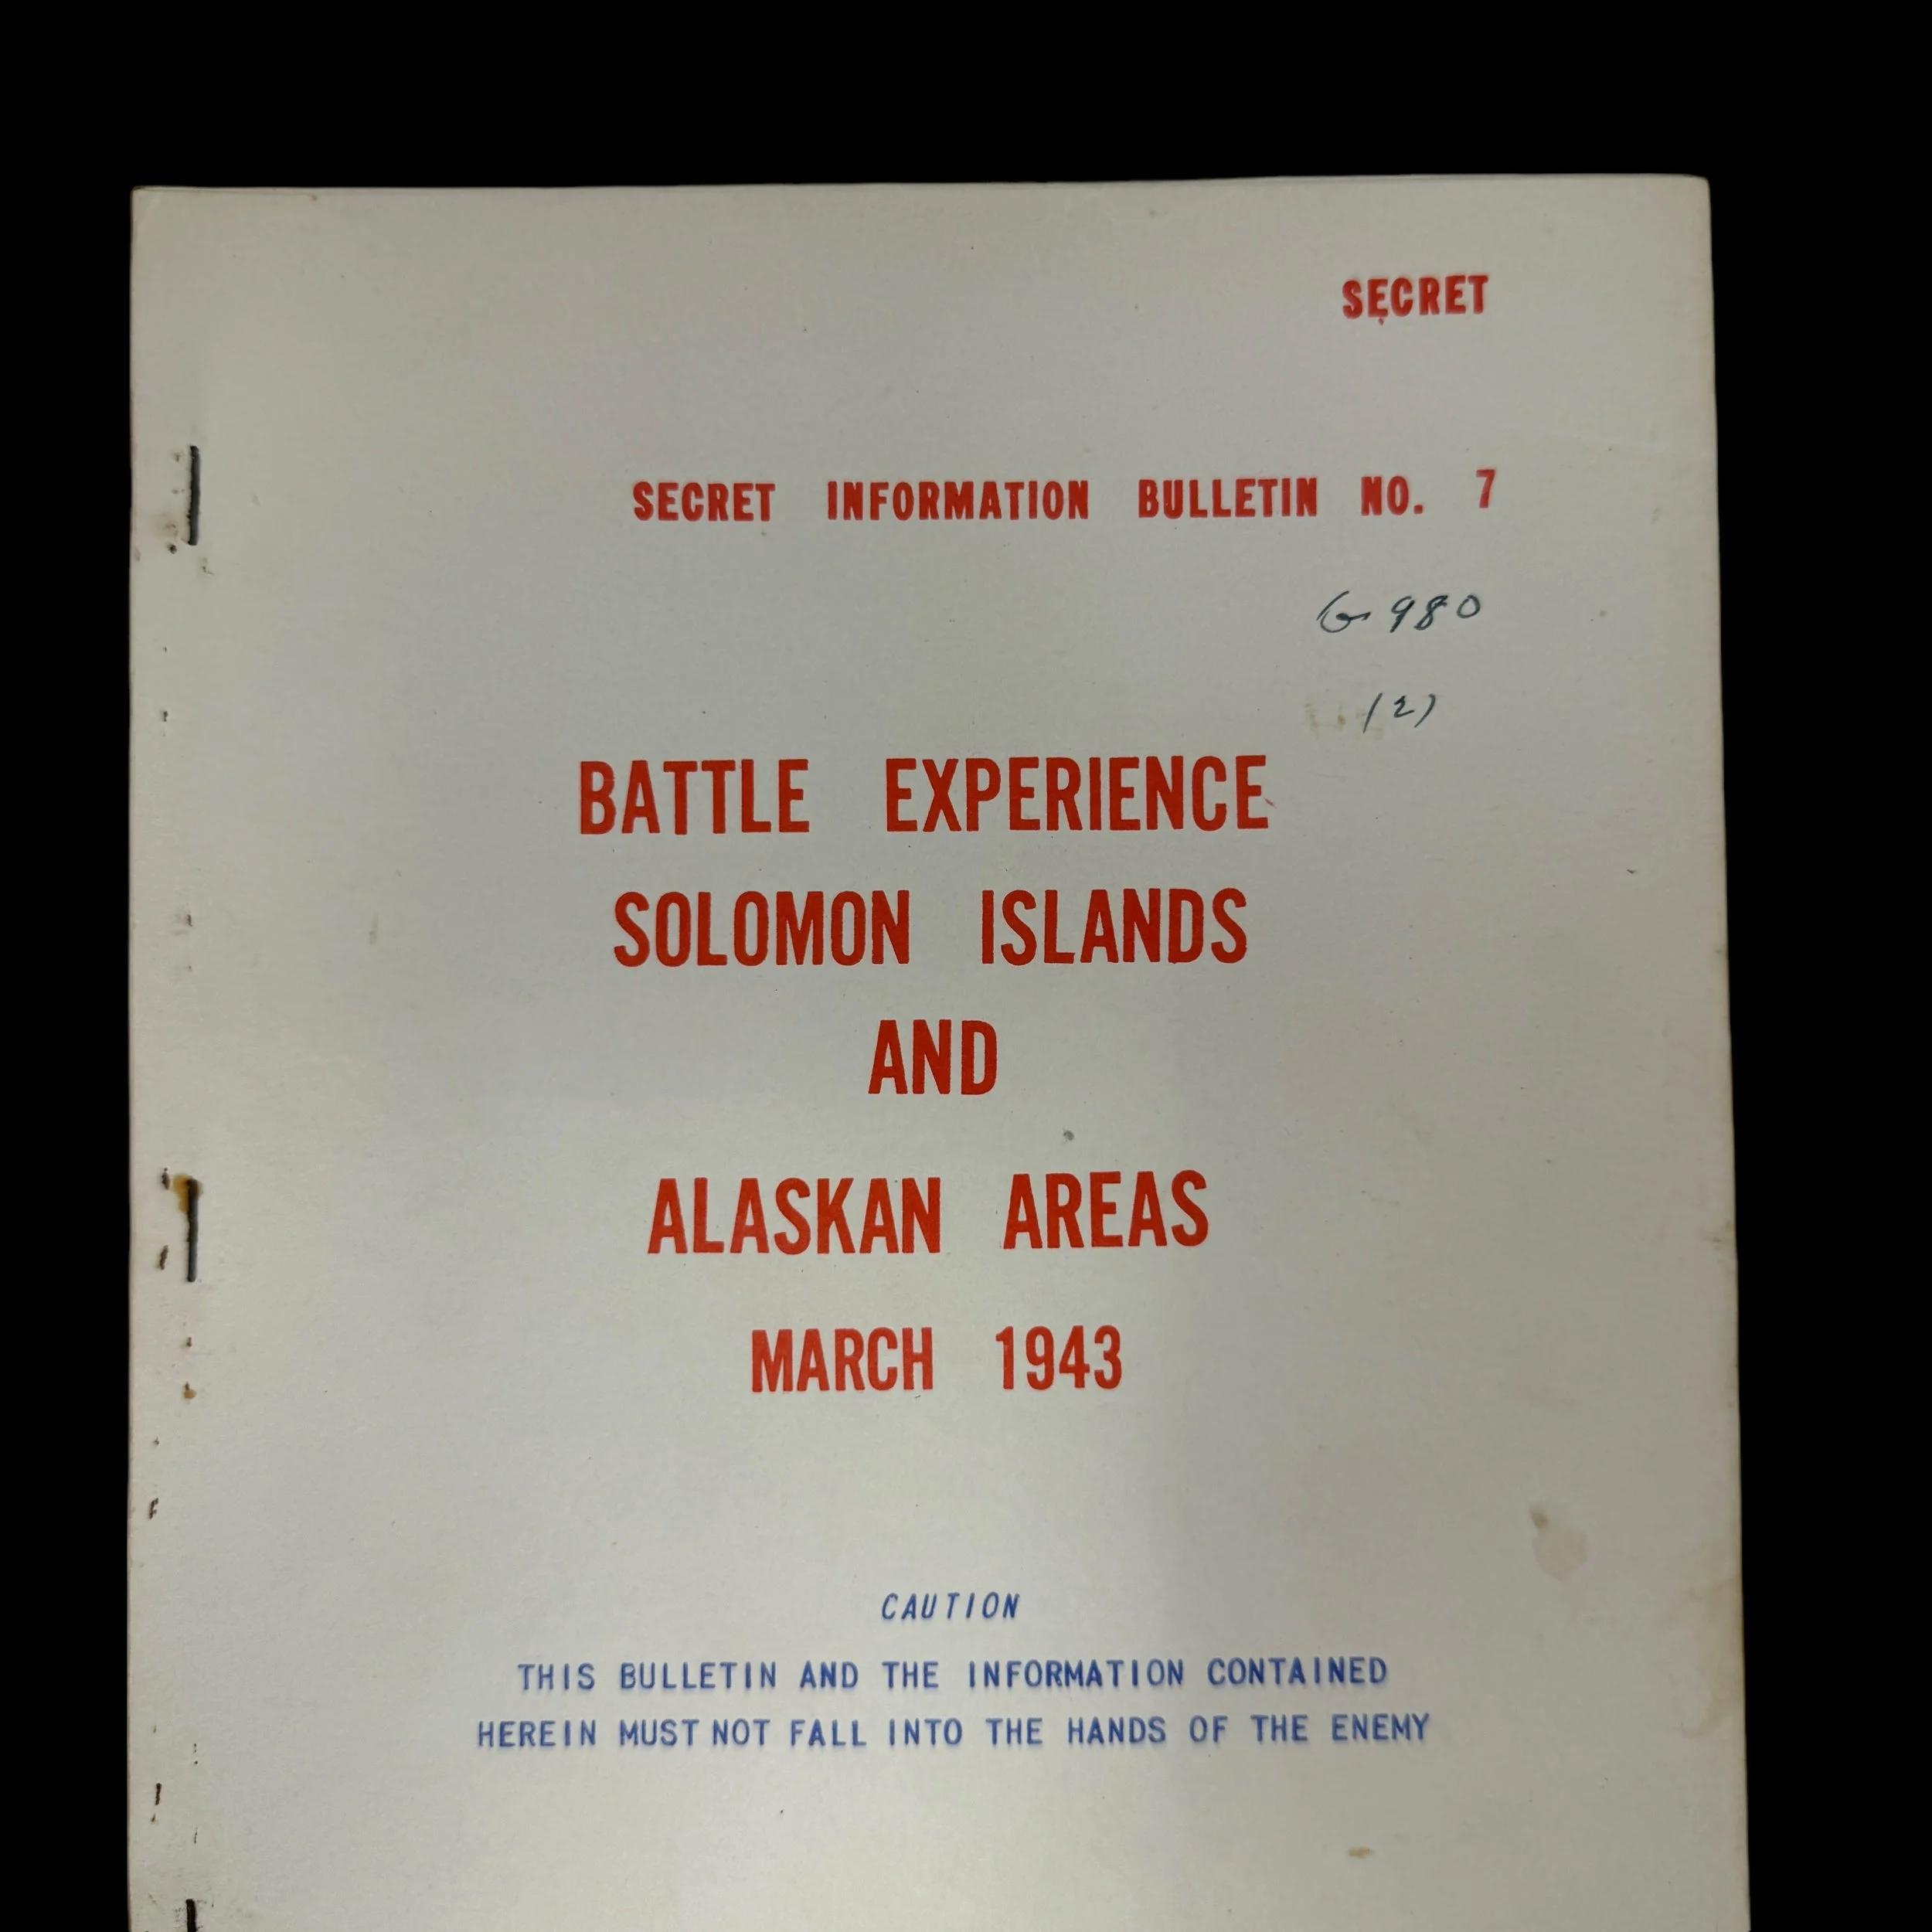 SECRET
SECRET INFORMATION BULLETIN NO. 7
G 980
(2)
BATTLE EXPERIENCE
SOLOMON ISLANDS
AND
ALASKAN AREAS
MARCH 1943
CAUTION
THIS BULLETIN AND THE INFORMATION CONTAINED
HEREIN MUST NOT FALL INTO THE HANDS OF THE ENEMY